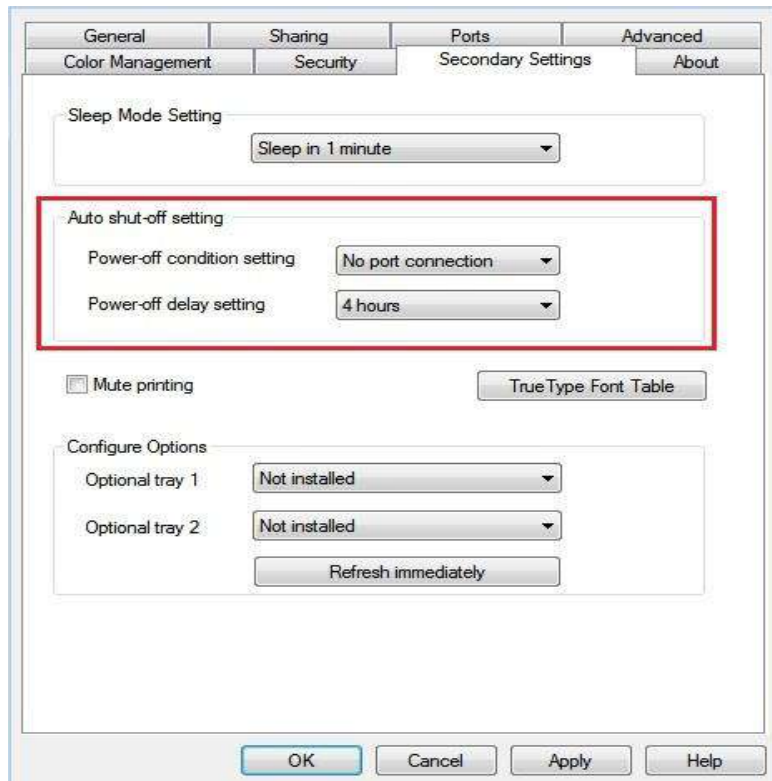 General Sharing Ports Advanced
Color Management Security Secondary Settings About
Sleep Mode Setting
Sleep in 1 minute
Auto shut-off setting
Power-off condition setting No port connection
Power-off delay setting 4 hours
Mute printing TrueType Font Table
Configure Options
Optional tray 1 Not installed
Optional tray 2 Not installed
Refresh immediately
OK Cancel Apply Help